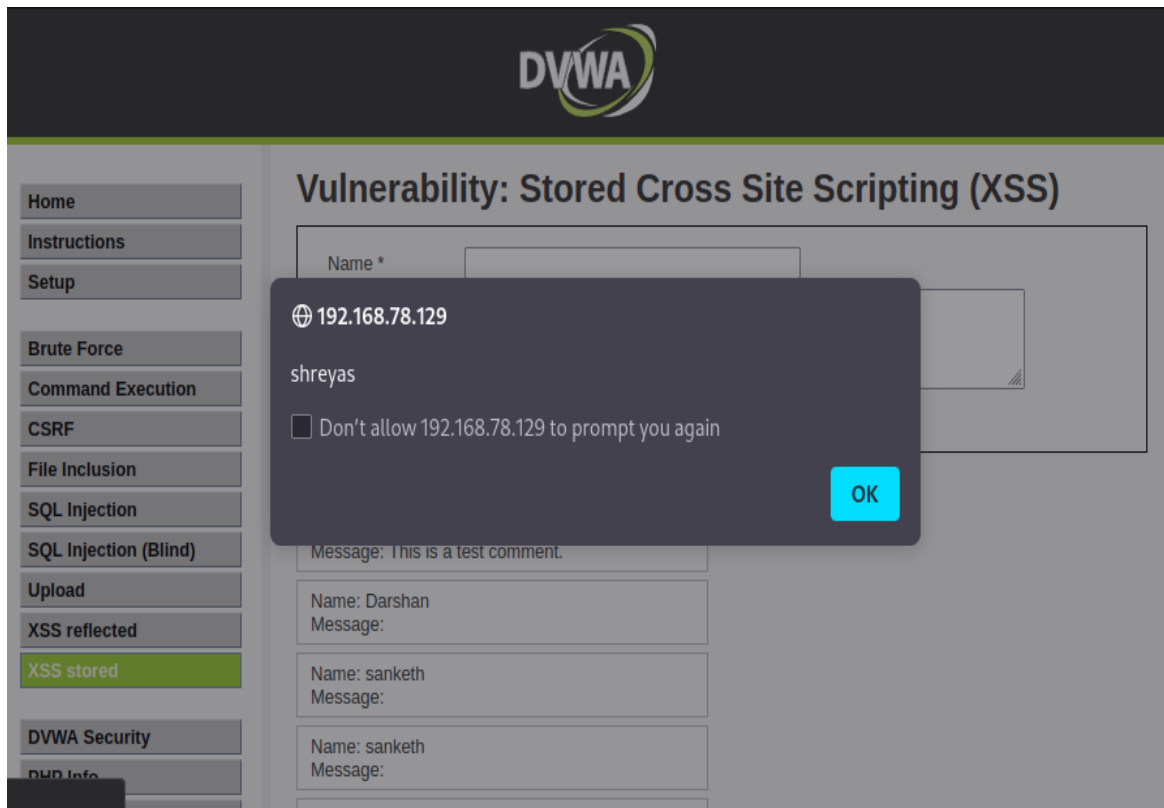 DVWA
Home
Instructions
Setup
Brute Force
Command Execution
CSRF
File Inclusion
SQL Injection
SQL Injection (Blind)
Upload
XSS reflected
XSS stored
DVWA Security
PHP Info
Vulnerability: Stored Cross Site Scripting (XSS)
Name *
192.168.78.129
shreyas
Don't allow 192.168.78.129 to prompt you again
OK
Message: This is a test comment.
Name: Darshan
Message:
Name: sanketh
Message:
Name: sanketh
Message: